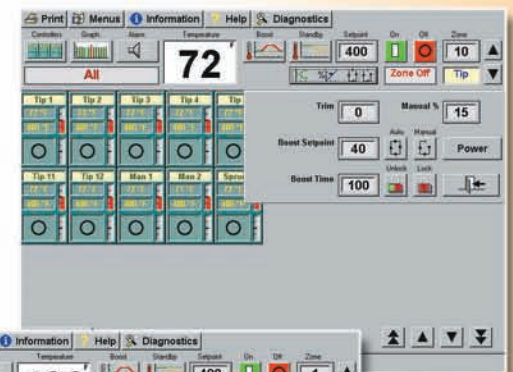 Print Menus Information Help Diagnostics
Controllers Graph Alarm Temperature Boost Standby Setpoint On Off Zone
72 F 400 10
All Zone Off Tip
Tip 1 Tip 2 Tip 3 Tip 4 Tip
Trim 0 Manual % 15
Auto Manual
Boost Setpoint 40 Power
Unlock Lock
Boost Time 100
Tip 11 Tip 12 Man 1 Man 2
Information Help Diagnostics
Temperature Boost Standby Setpoint On Off Zone